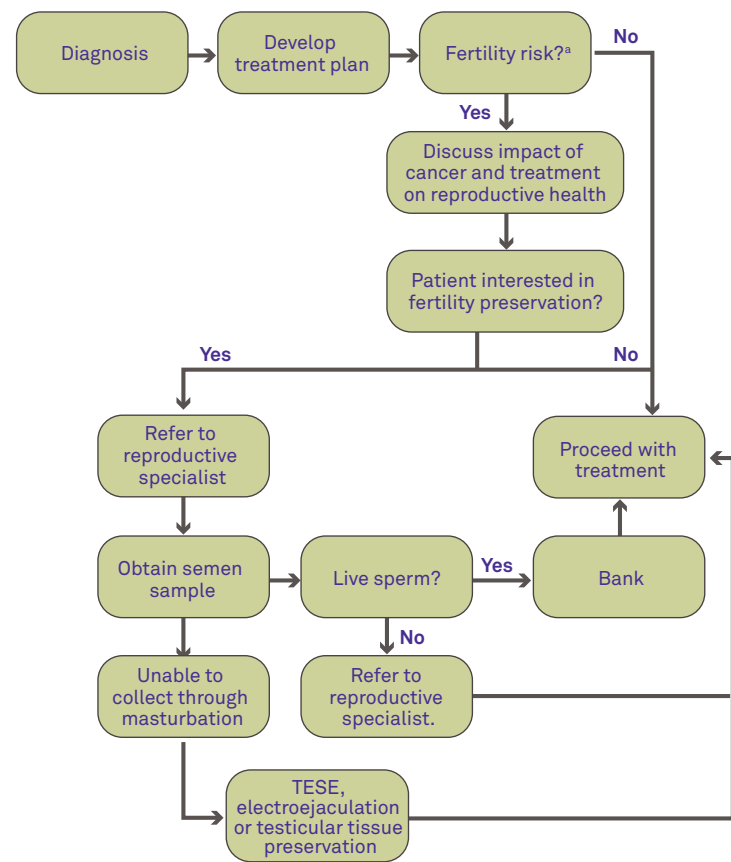 Diagnosis
Develop
treatment plan
Fertility risk?ᵃ
No
Yes
Discuss impact of
cancer and treatment
on reproductive health
Patient interested in
fertility preservation?
Yes
No
Refer to
reproductive
specialist
Proceed with
treatment
Obtain semen
sample
Live sperm?
Yes
Bank
No
Unable to
collect through
masturbation
Refer to
reproductive
specialist.
TESE,
electroejaculation
or testicular tissue
preservation